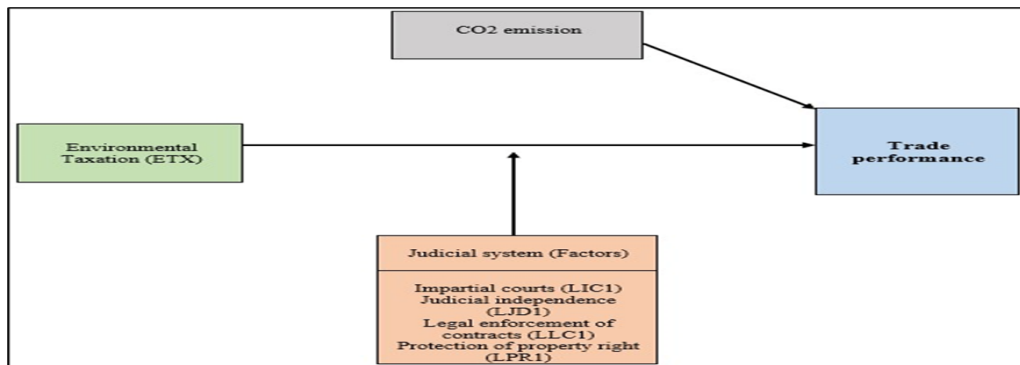 CO2 emission
Environmental
Taxation (ETX)
Trade
performance
Judicial system (Factors)
Impartial courts (LIC1)
Judicial independence
(LJD1)
Legal enforcement of
contracts (LLC1)
Protection of property right
(LPR1)